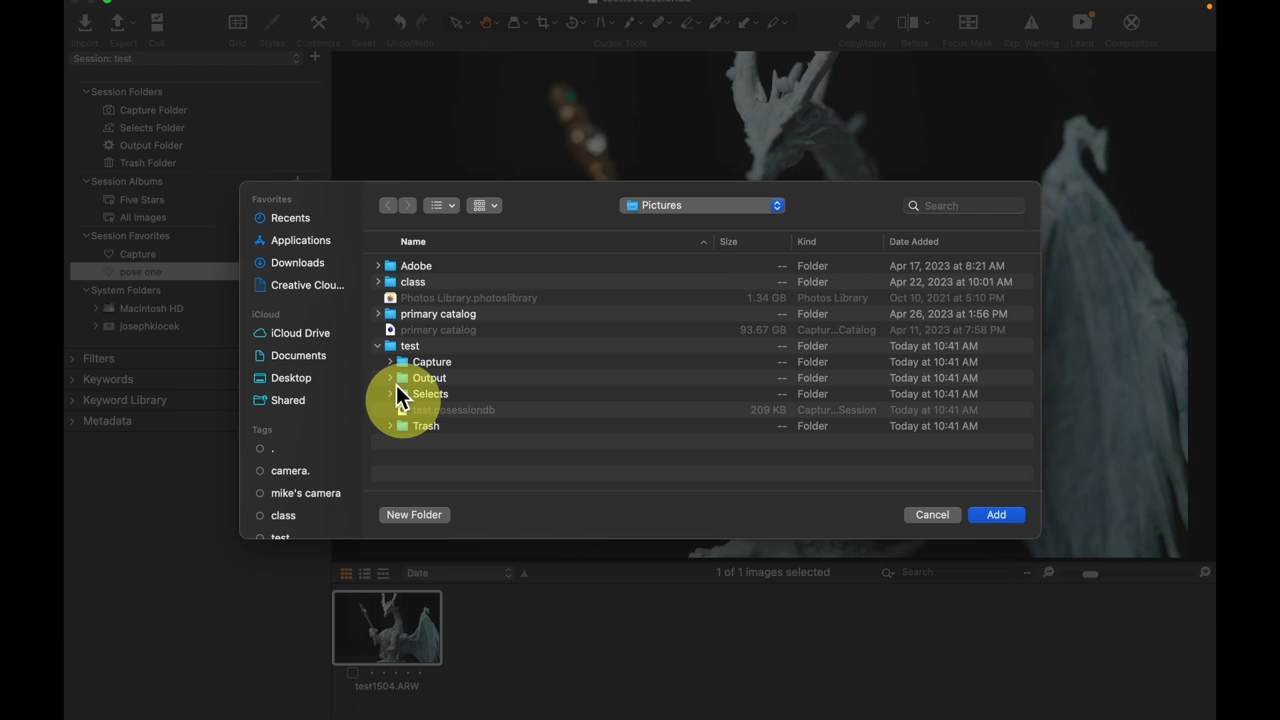 Import Export Cull Grid Styles Customize Reset Undo/Redo Cursor Tools Copy/Apply Before Focus Mask Exp. Warning Learn Composition
Session: test
Session Folders
Capture Folder
Selects Folder
Output Folder
Trash Folder
Session Albums
Five Stars
All Images
Session Favorites
Capture
pose one
System Folders
Macintosh HD
josephklocek
Filters
Keywords
Keyword Library
Metadata
Favorites
Recents
Applications
Downloads
Creative Clou...
iCloud
iCloud Drive
Documents
Desktop
Shared
Tags
.
camera.
mike's camera
class
test
Pictures
Search
Name Size Kind Date Added
Adobe -- Folder Apr 17, 2023 at 8:21 AM
class -- Folder Apr 22, 2023 at 10:01 AM
Photos Library.photoslibrary 1.34 GB Photos Library Oct 10, 2021 at 5:10 PM
primary catalog -- Folder Apr 26, 2023 at 1:56 PM
primary catalog 93.67 GB Captur...Catalog Apr 11, 2023 at 7:58 PM
test -- Folder Today at 10:41 AM
Capture -- Folder Today at 10:41 AM
Output -- Folder Today at 10:41 AM
Selects -- Folder Today at 10:41 AM
test.cosessiondb 209 KB Captur...Session Today at 10:41 AM
Trash -- Folder Today at 10:41 AM
New Folder Cancel Add
Date 1 of 1 images selected Search
test1504.ARW